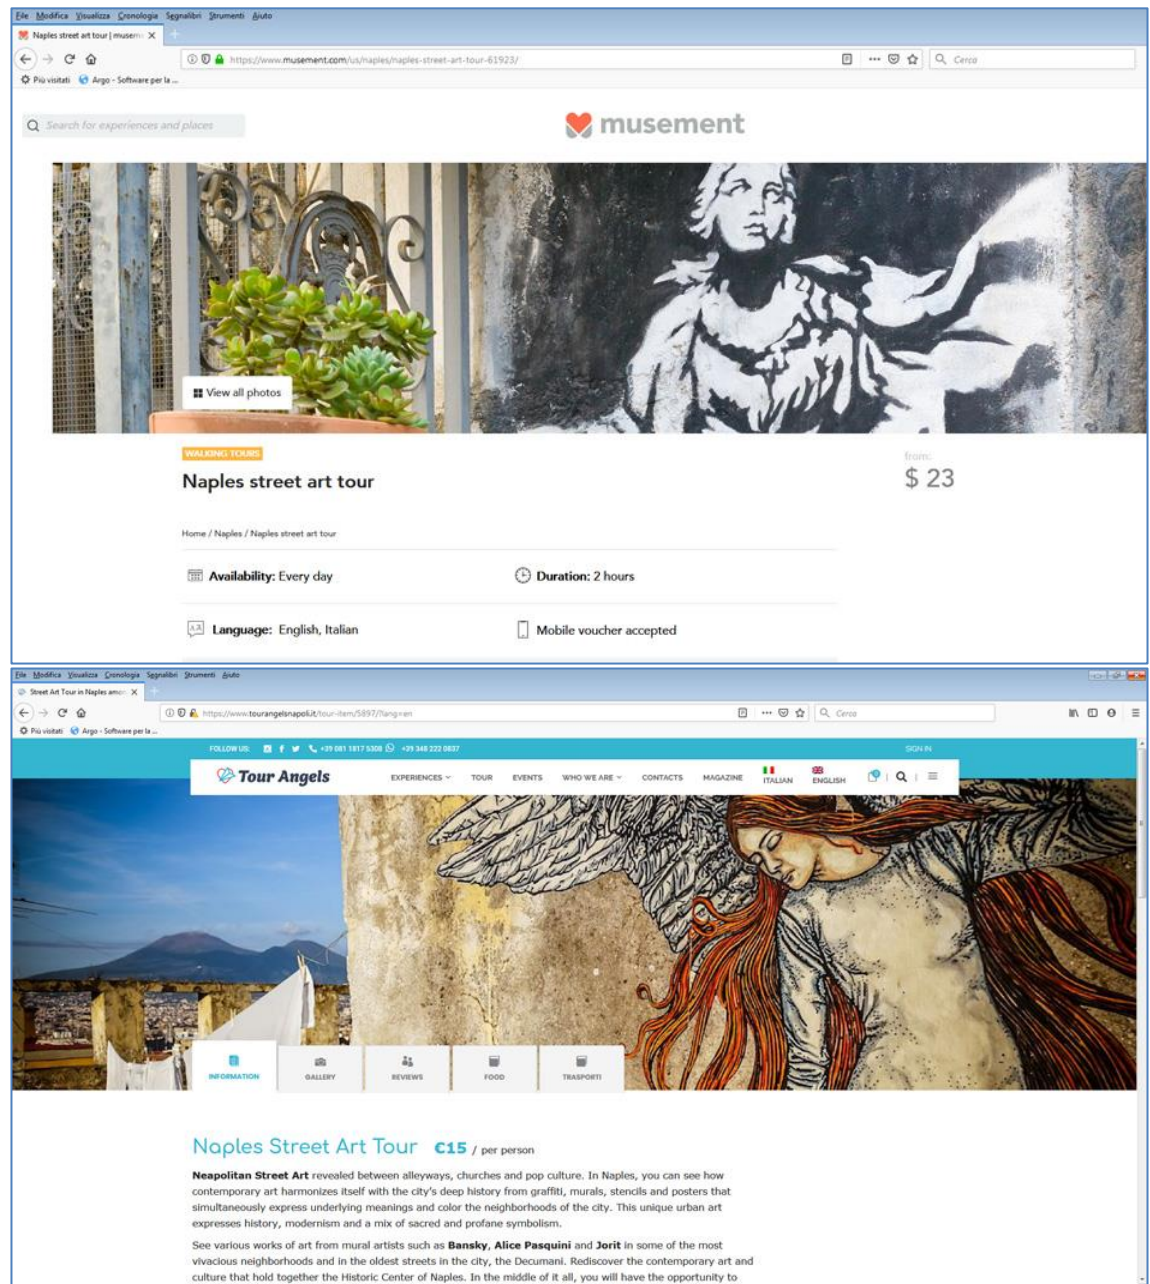 File Modifica Visualizza Cronologia Segnalibri Strumenti Aiuto
Naples street art tour | museme
https://www.musement.com/us/naples/naples-street-art-tour-61923/
Cerca
Più visitati Argo - Software per la ...
Search for experiences and places
musement
View all photos
WALKING TOURS
from:
Naples street art tour
$ 23
Home / Naples / Naples street art tour
Availability: Every day
Duration: 2 hours
Language: English, Italian
Mobile voucher accepted
File Modifica Visualizza Cronologia Segnalibri Strumenti Aiuto
Street Art Tour in Naples amon
https://www.tourangelsnapoli.it/tour-item/5897/?lang=en
Cerca
Più visitati Argo - Software per la ...
FOLLOW US: +39 081 1817 5308 +39 348 222 0837
SIGN IN
Tour Angels
EXPERIENCES TOUR EVENTS WHO WE ARE CONTACTS MAGAZINE ITALIAN ENGLISH
INFORMATION GALLERY REVIEWS FOOD TRASPORTI
Naples Street Art Tour €15 / per person
Neapolitan Street Art revealed between alleyways, churches and pop culture. In Naples, you can see how
contemporary art harmonizes itself with the city's deep history from graffiti, murals, stencils and posters that
simultaneously express underlying meanings and color the neighborhoods of the city. This unique urban art
expresses history, modernism and a mix of sacred and profane symbolism.
See various works of art from mural artists such as Bansky, Alice Pasquini and Jorit in some of the most
vivacious neighborhoods and in the oldest streets in the city, the Decumani. Rediscover the contemporary art and
culture that hold together the Historic Center of Naples. In the middle of it all, you will have the opportunity to